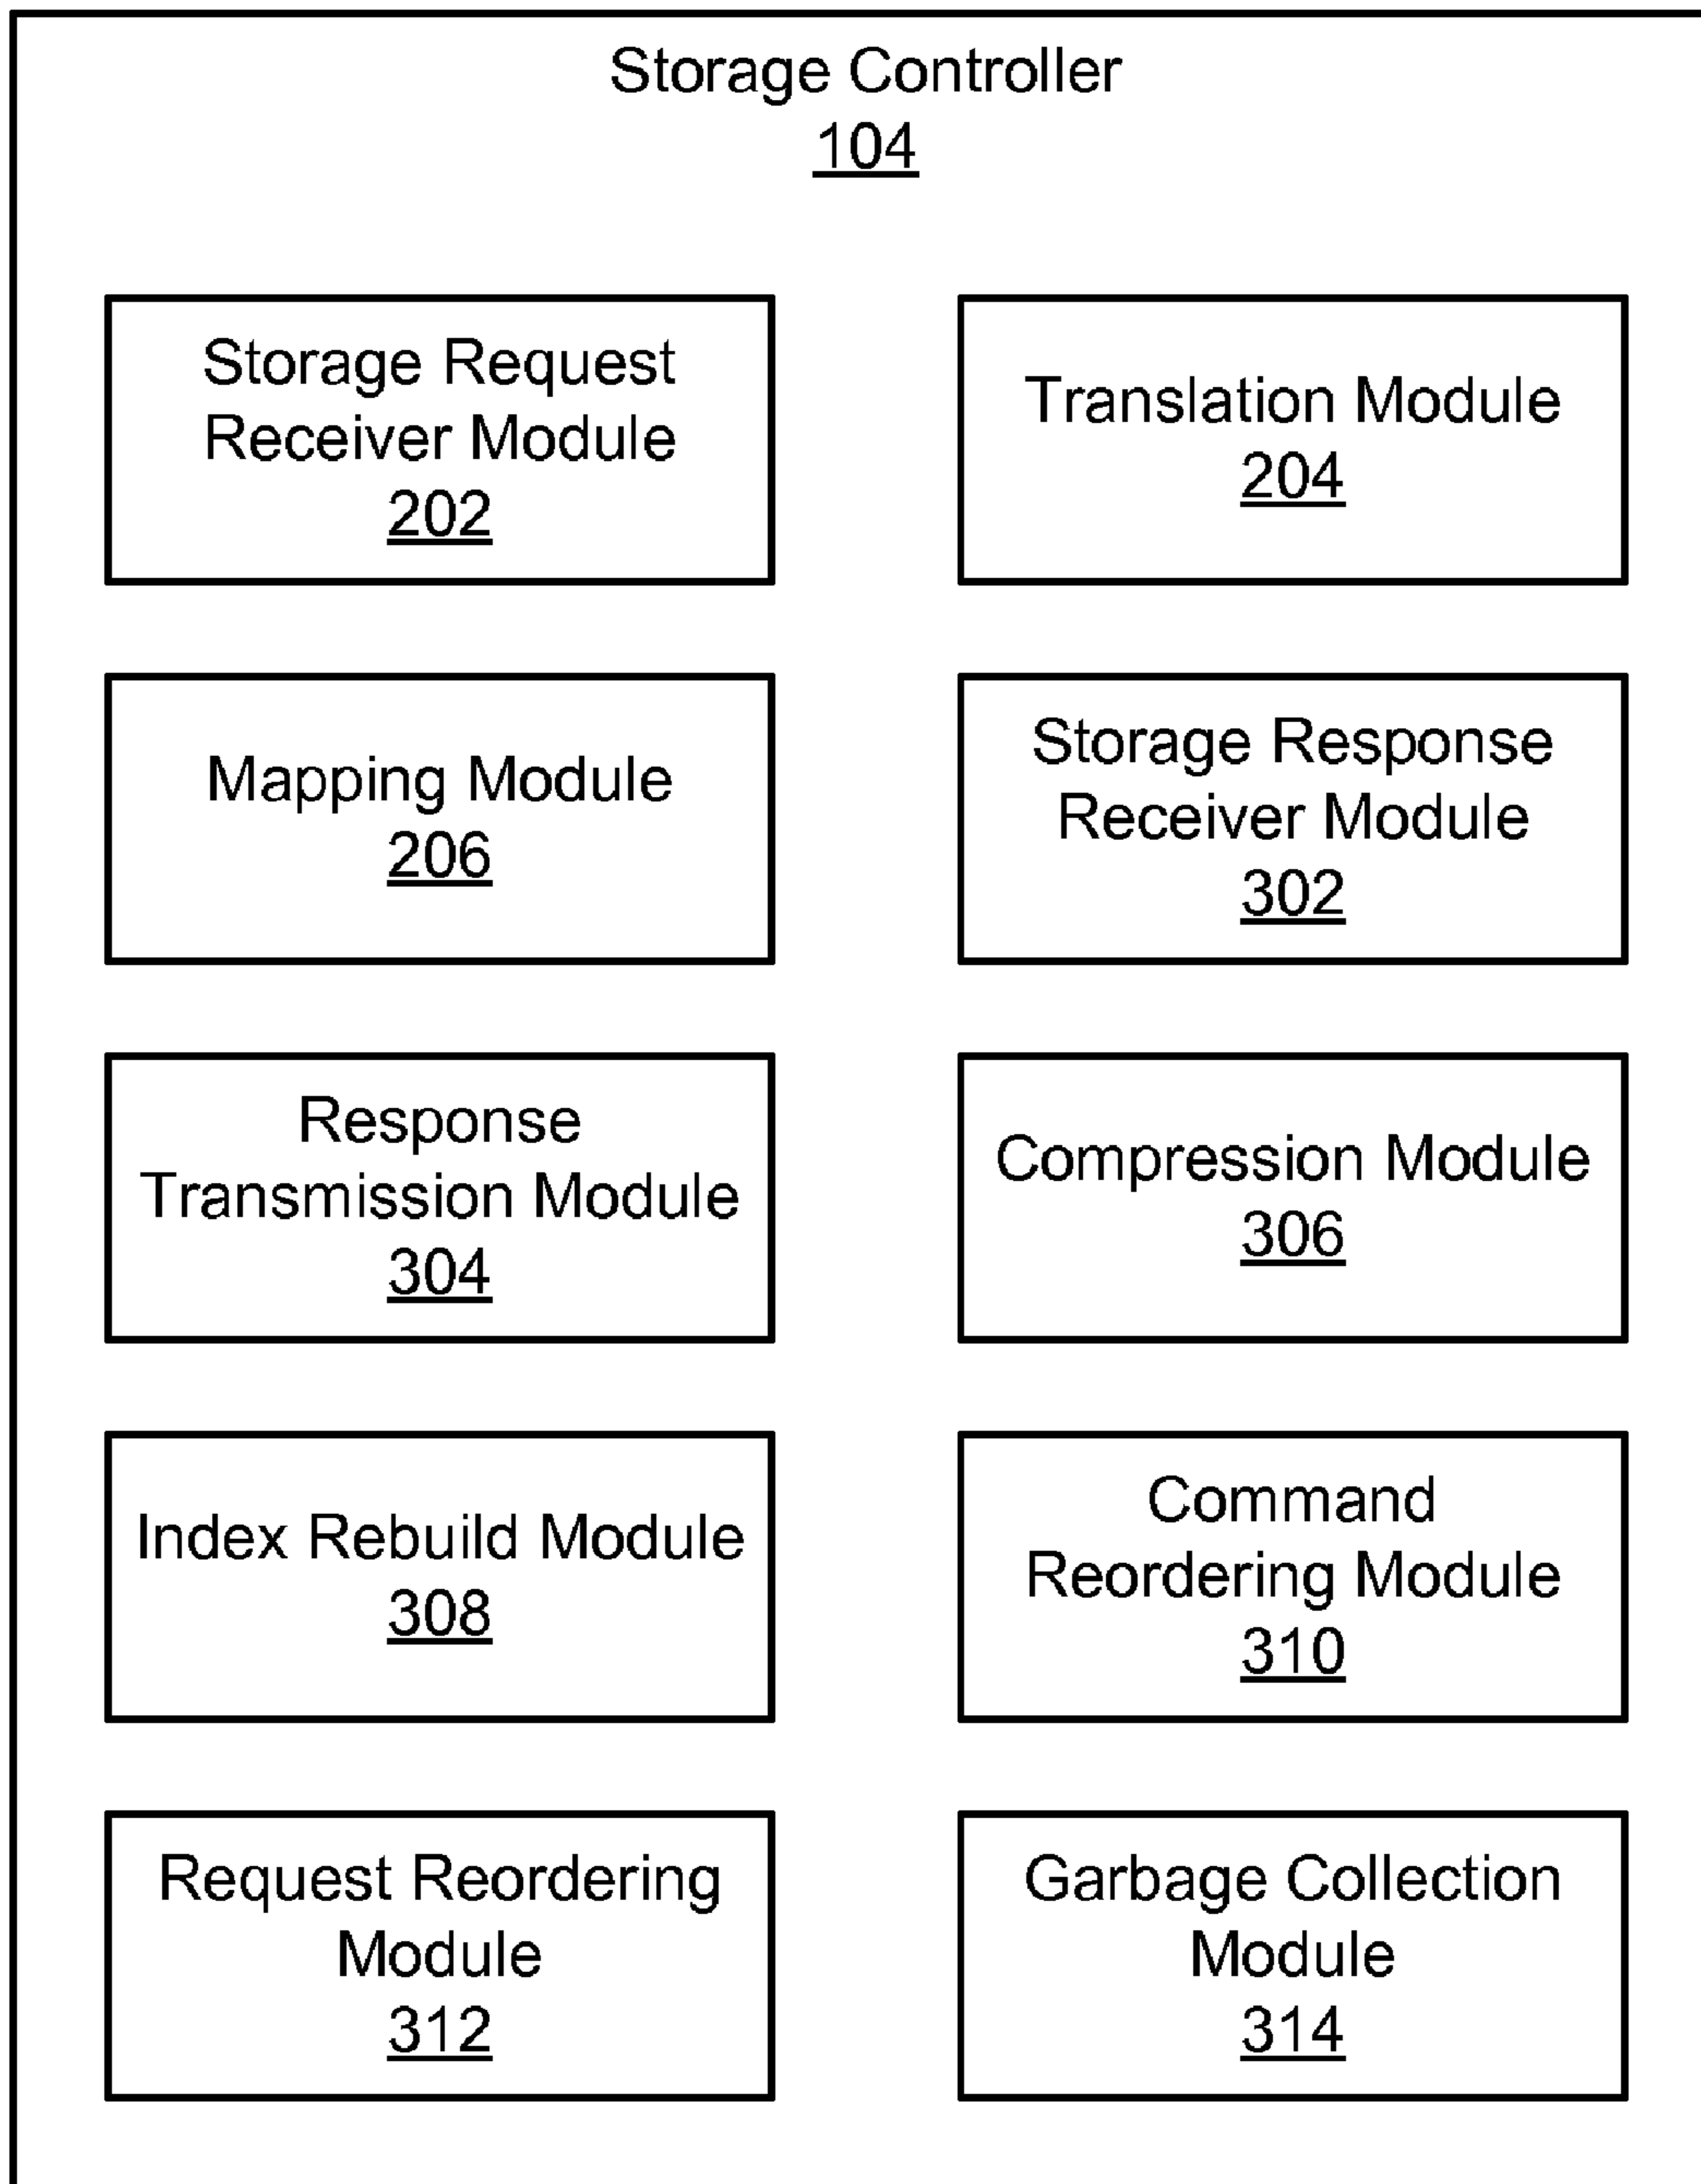 Storage Controller
104
Storage Request
Receiver Module
202
Translation Module
204
Mapping Module
206
Storage Response
Receiver Module
302
Response
Transmission Module
304
Compression Module
306
Index Rebuild Module
308
Command
Reordering Module
310
Request Reordering
Module
312
Garbage Collection
Module
314